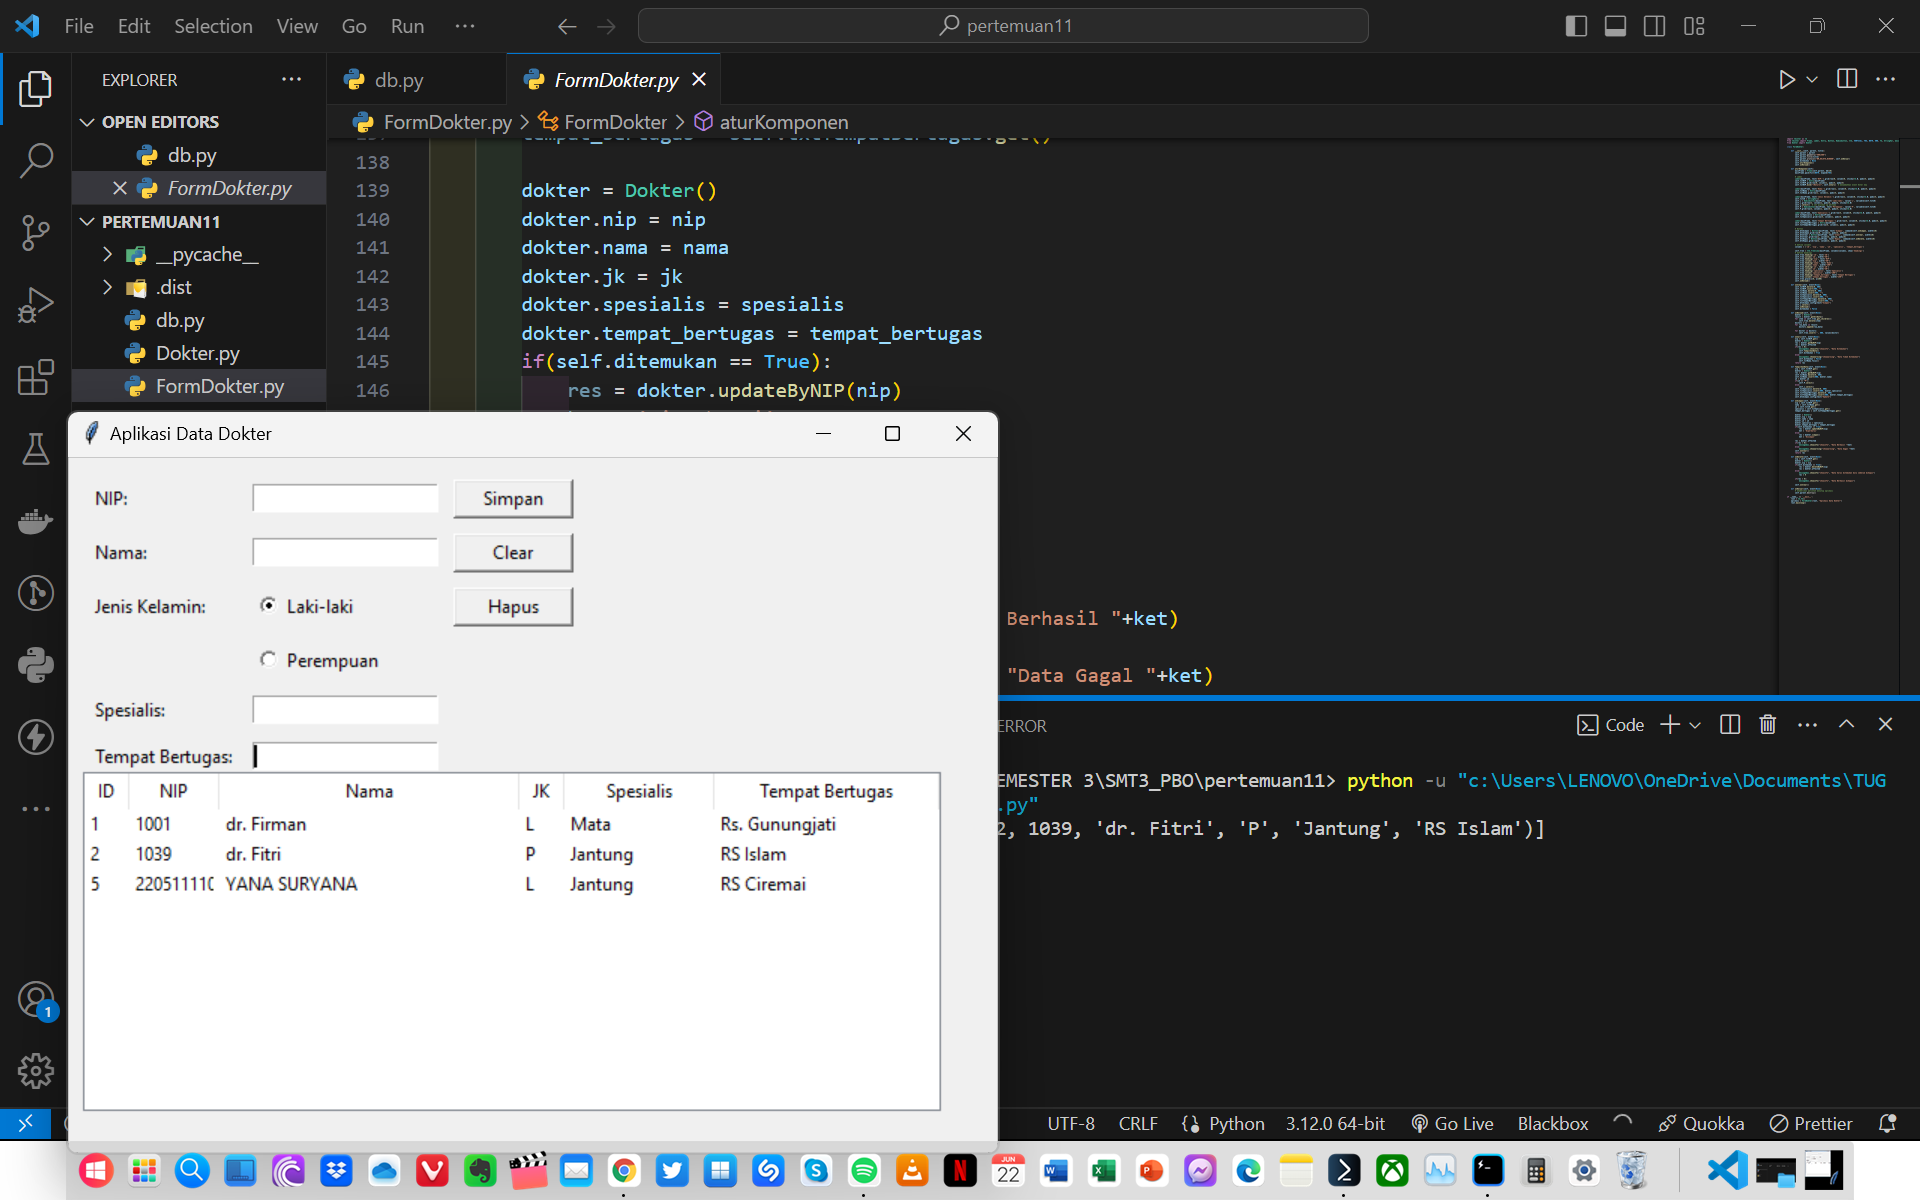 File Edit Selection View Go Run
pertemuan11
EXPLORER
OPEN EDITORS
db.py
FormDokter.py
PERTEMUAN11
__pycache__
.dist
db.py
Dokter.py
FormDokter.py
db.py
FormDokter.py
FormDokter.py > FormDokter > aturKomponen
138
139 dokter = Dokter()
140 dokter.nip = nip
141 dokter.nama = nama
142 dokter.jk = jk
143 dokter.spesialis = spesialis
144 dokter.tempat_bertugas = tempat_bertugas
145 if(self.ditemukan == True):
146 res = dokter.updateByNIP(nip)
Berhasil "+ket)
"Data Gagal "+ket)
Aplikasi Data Dokter
NIP:
Simpan
Nama:
Clear
Jenis Kelamin:
Laki-laki
Hapus
Perempuan
Spesialis:
Tempat Bertugas:
ID NIP Nama JK Spesialis Tempat Bertugas
1 1001 dr. Firman L Mata Rs. Gunungjati
2 1039 dr. Fitri P Jantung RS Islam
5 22051111 YANA SURYANA L Jantung RS Ciremai
ERROR
Code
EMESTER 3\SMT3_PBO\pertemuan11> python -u "c:\Users\LENOVO\OneDrive\Documents\TUG
.py"
2, 1039, 'dr. Fitri', 'P', 'Jantung', 'RS Islam')]
1
UTF-8 CRLF Python 3.12.0 64-bit Go Live Blackbox Quokka Prettier
JUN
22